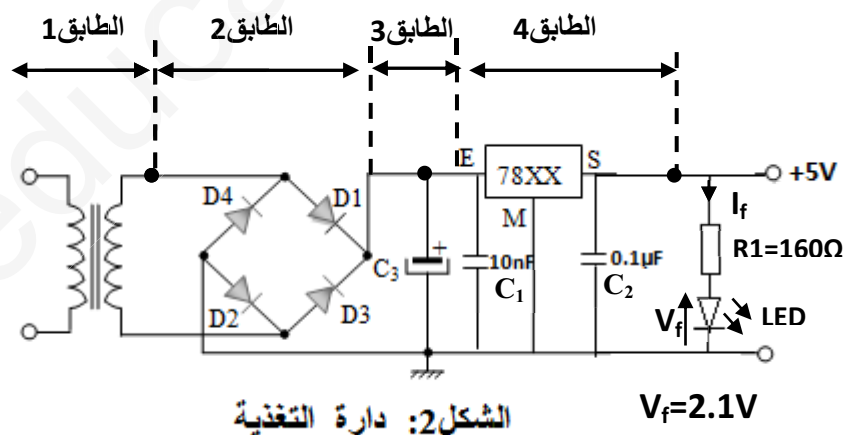 الطابق1
الطابق2
الطابق3
الطابق4
E
78XX
S
M
+5V
D4
D1
D2
D3
C3
+
10nF
C1
0.1µF
C2
If
R1=160Ω
Vf
LED
Vf=2.1V
الشكل2: دارة التغذية